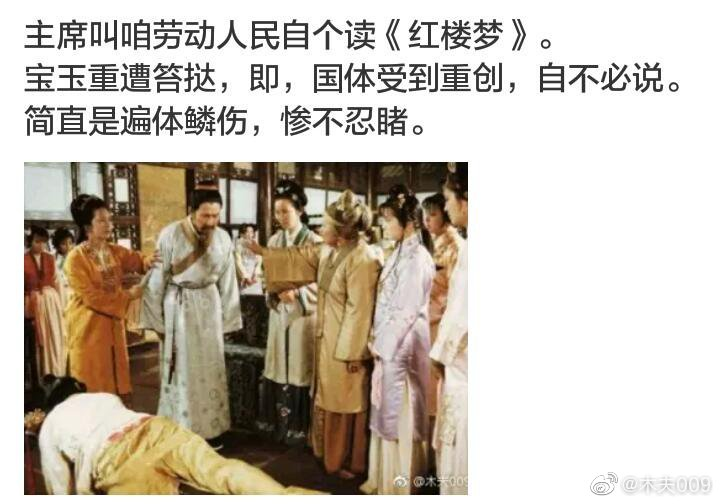 主席叫咱劳动人民自个读《红楼梦》。
宝玉重遭笞挞，即，国体受到重创，自不必说。
简直是遍体鳞伤，惨不忍睹。
@木夫009
@木夫009